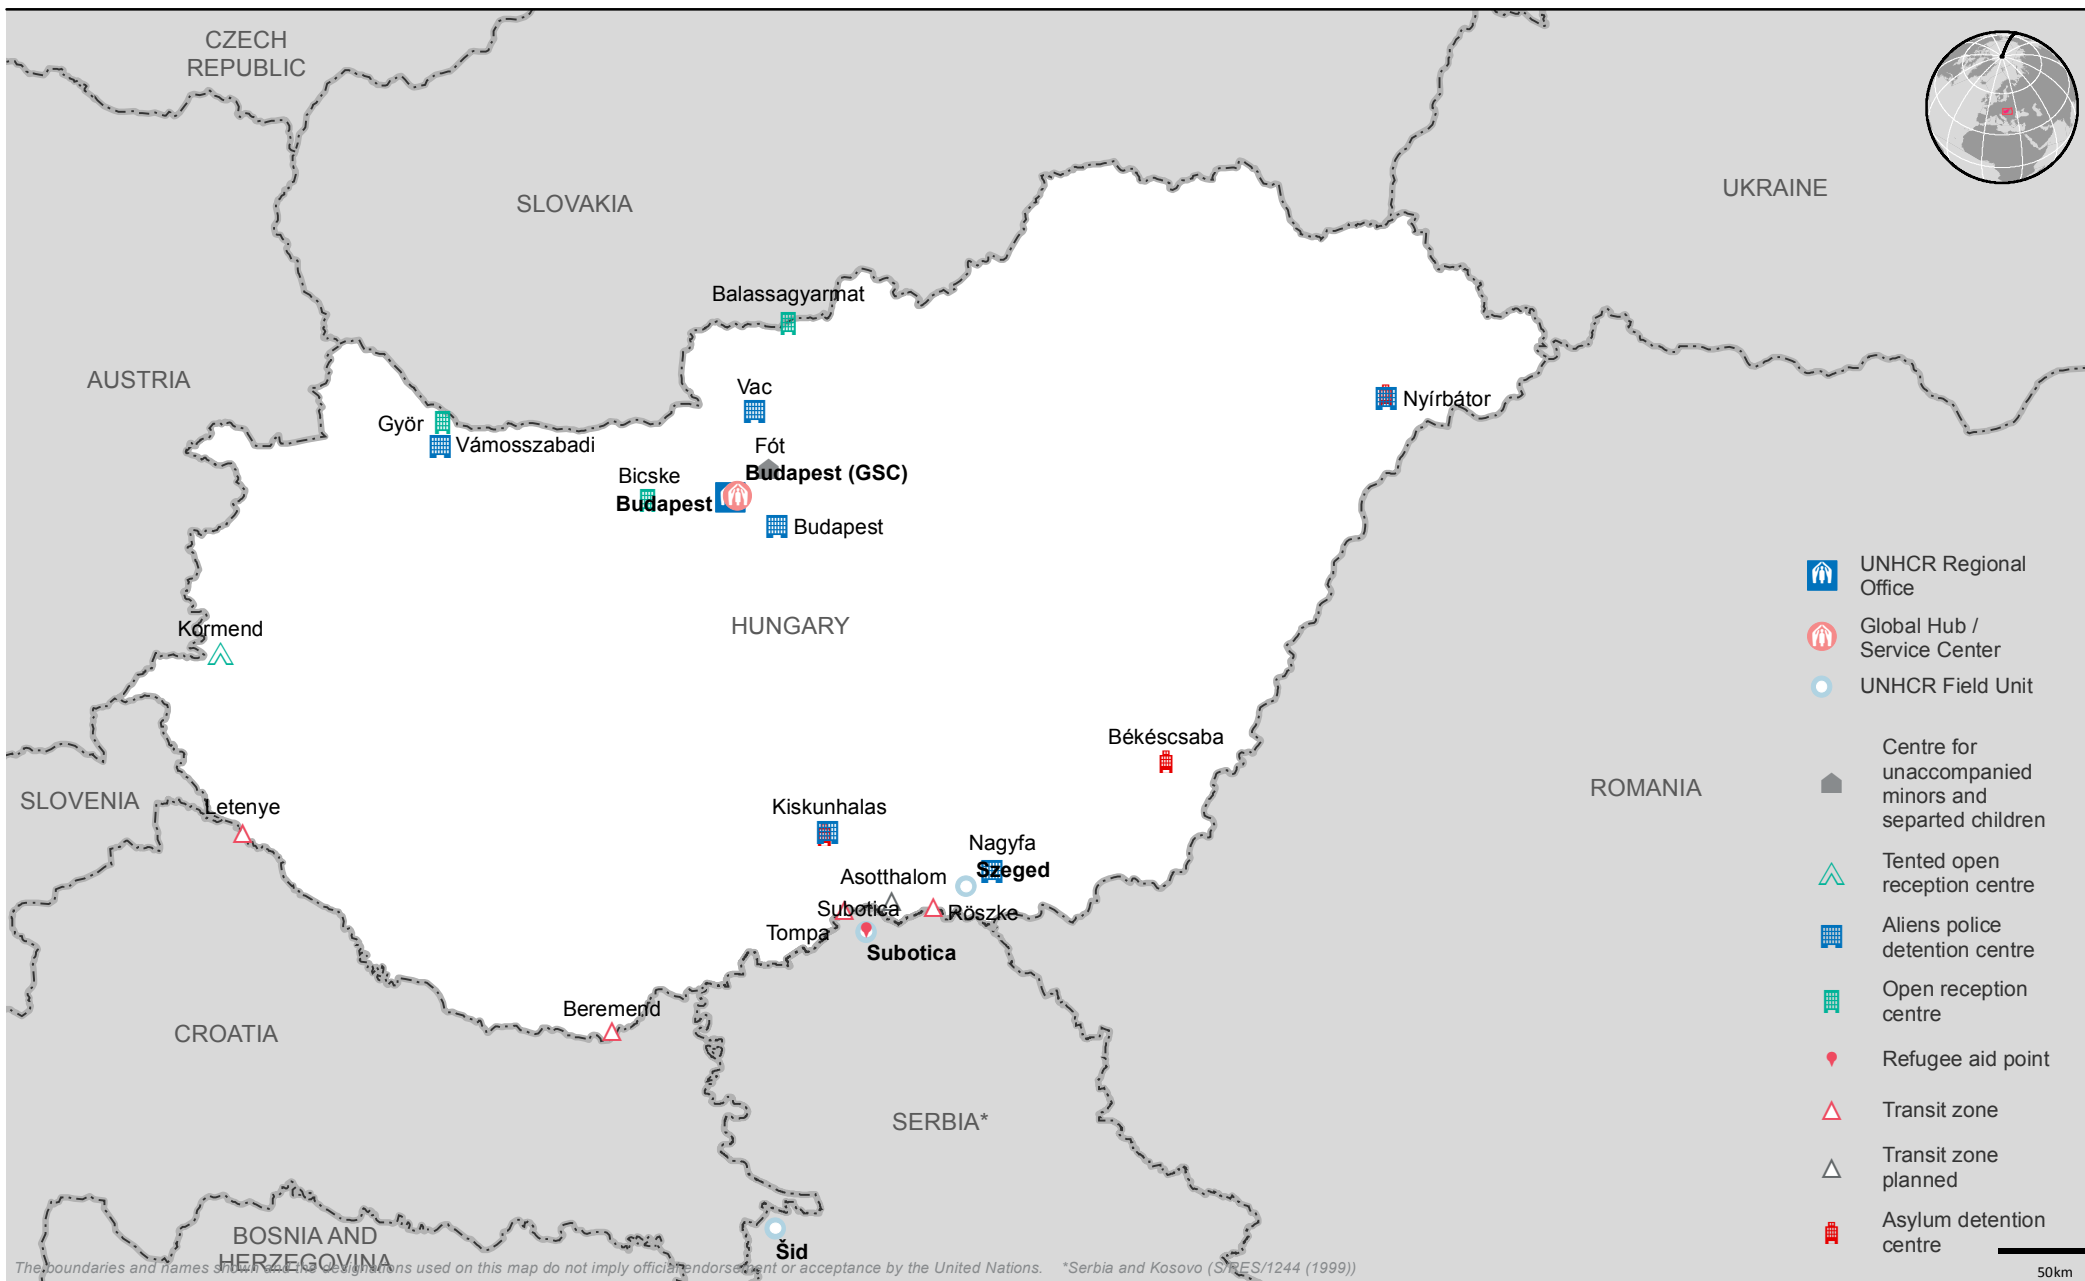 CZECH
REPUBLIC
SLOVAKIA
UKRAINE
Balassagyarmat
AUSTRIA
Vac
Nyírbátor
Györ
Vámosszabadi
Fót
Budapest (GSC)
Bicske
Budapest
Budapest
HUNGARY
Körmend
Békéscsaba
ROMANIA
SLOVENIA
Letenye
Kiskunhalas
Nagyfa
Szeged
Asotthalom
Subotica
Röszke
Tompa
Subotica
Beremend
CROATIA
SERBIA*
BOSNIA AND
HERZEGOVINA
Šid
UNHCR Regional
Office
Global Hub /
Service Center
UNHCR Field Unit
Centre for
unaccompanied
minors and
separted children
Tented open
reception centre
Aliens police
detention centre
Open reception
centre
Refugee aid point
Transit zone
Transit zone
planned
Asylum detention
centre
The boundaries and names shown and the designations used on this map do not imply official endorsement or acceptance by the United Nations. *Serbia and Kosovo (S/RES/1244 (1999))
50km